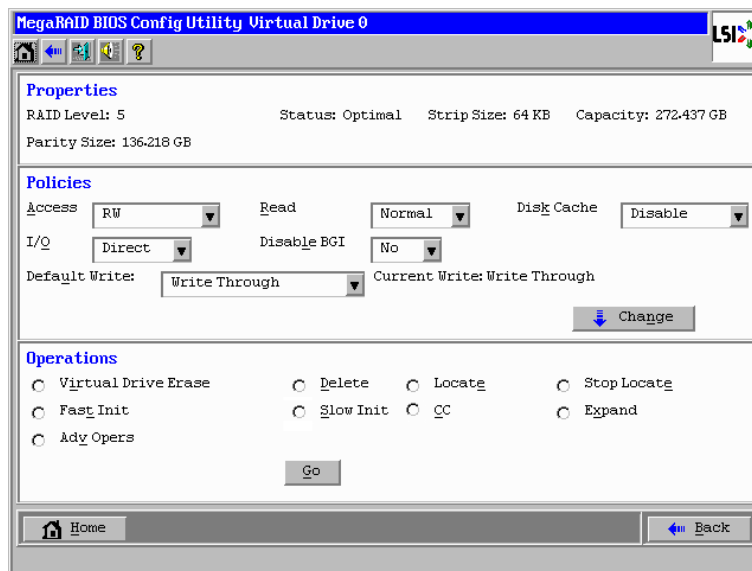 MegaRAID BIOS Config Utility Virtual Drive 0
LSI
?
Properties
RAID Level: 5 Status: Optimal Strip Size: 64 KB Capacity: 272.437 GB
Parity Size: 136.218 GB
Policies
Access RW Read Normal Disk Cache Disable
I/O Direct Disable BGI No
Default Write: Write Through Current Write: Write Through
Change
Operations
Virtual Drive Erase Delete Locate Stop Locate
Fast Init Slow Init CC Expand
Adv Opers
Go
Home Back